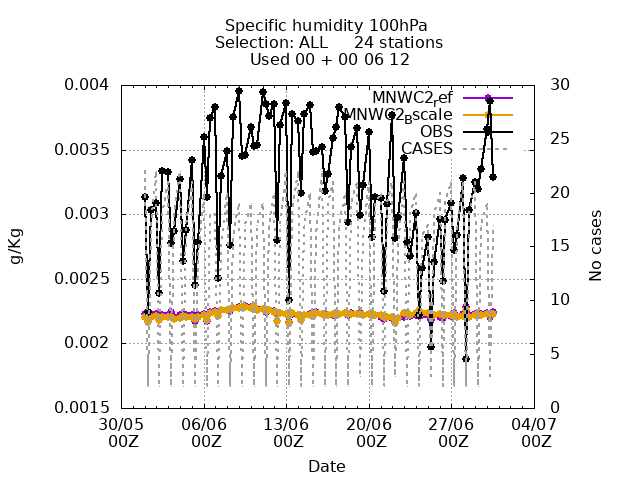 Specific humidity 100hPa
Selection: ALL 24 stations
Used 00 + 00 06 12
MNWC2ref
MNWC2Bscale
OBS
CASES
0.004
0.0035
0.003
0.0025
0.002
0.0015
30
25
20
15
10
5
0
g/Kg
No cases
30/05 06/06 13/06 20/06 27/06 04/07
00Z 00Z 00Z 00Z 00Z 00Z
Date